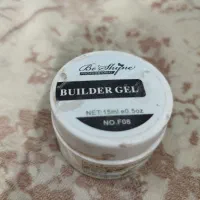 Be Shyne
BUILDER GEL
NET:15ml e0.5oz
NO.F08